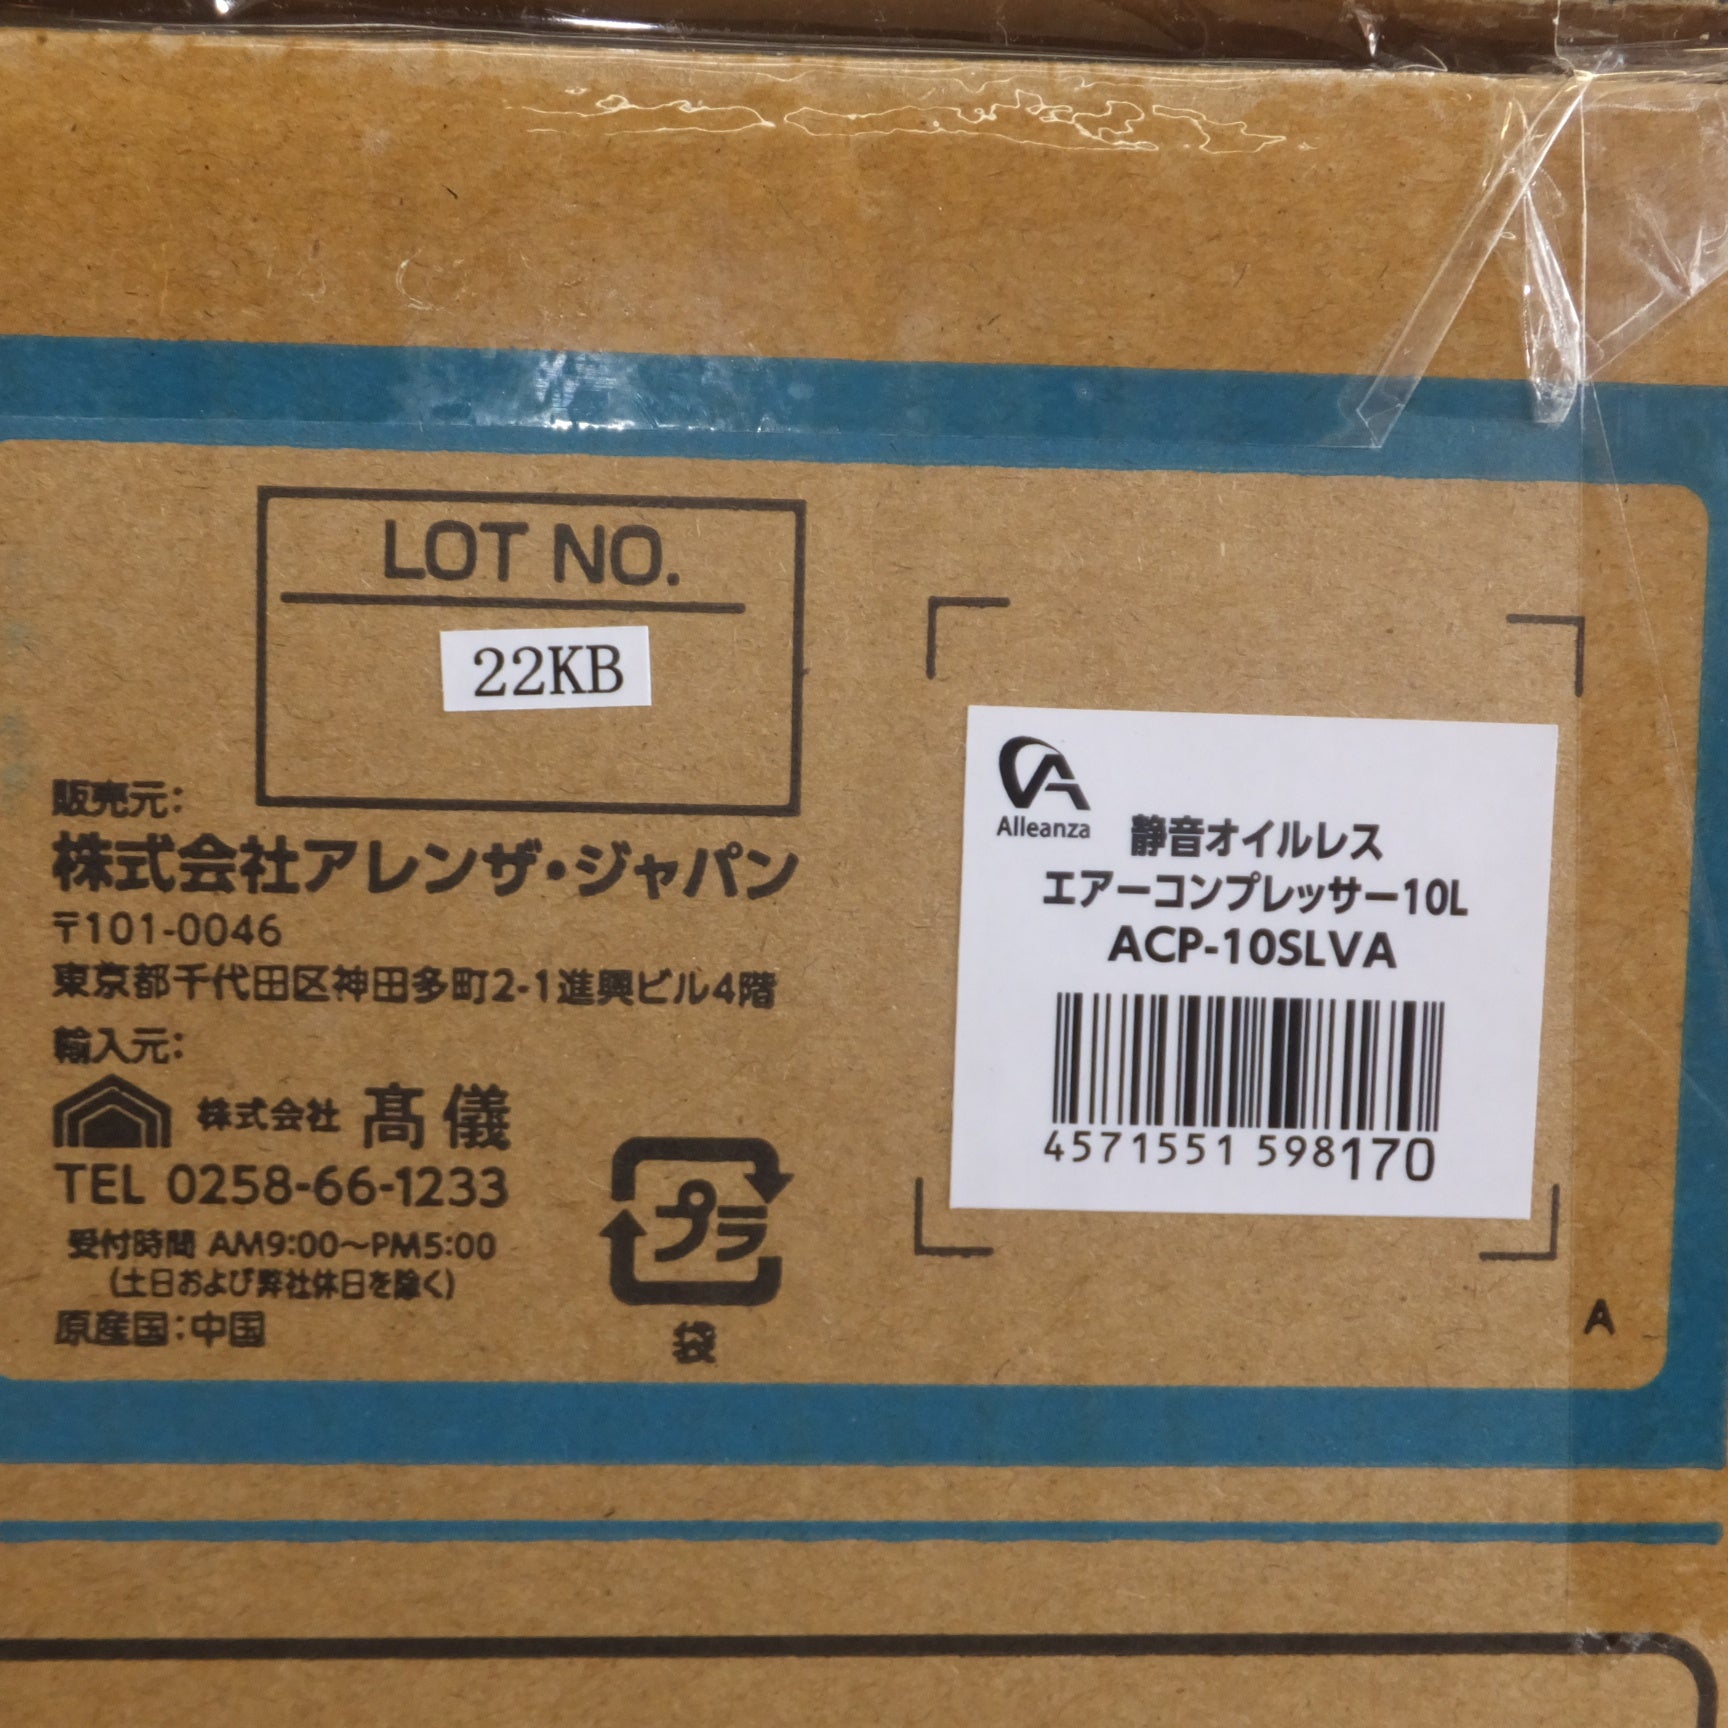 LOT NO.
22KB
販売元:
株式会社アレンザ・ジャパン
〒101-0046
東京都千代田区神田多町2-1進興ビル4階
輸入元:
株式会社 髙儀
TEL 0258-66-1233
受付時間 AM9:00〜PM5:00
(土日および弊社休日を除く)
原産国:中国
プラ
袋
Alleanza
静音オイルレス
エアーコンプレッサー10L
ACP-10SLVA
4571551598170
A